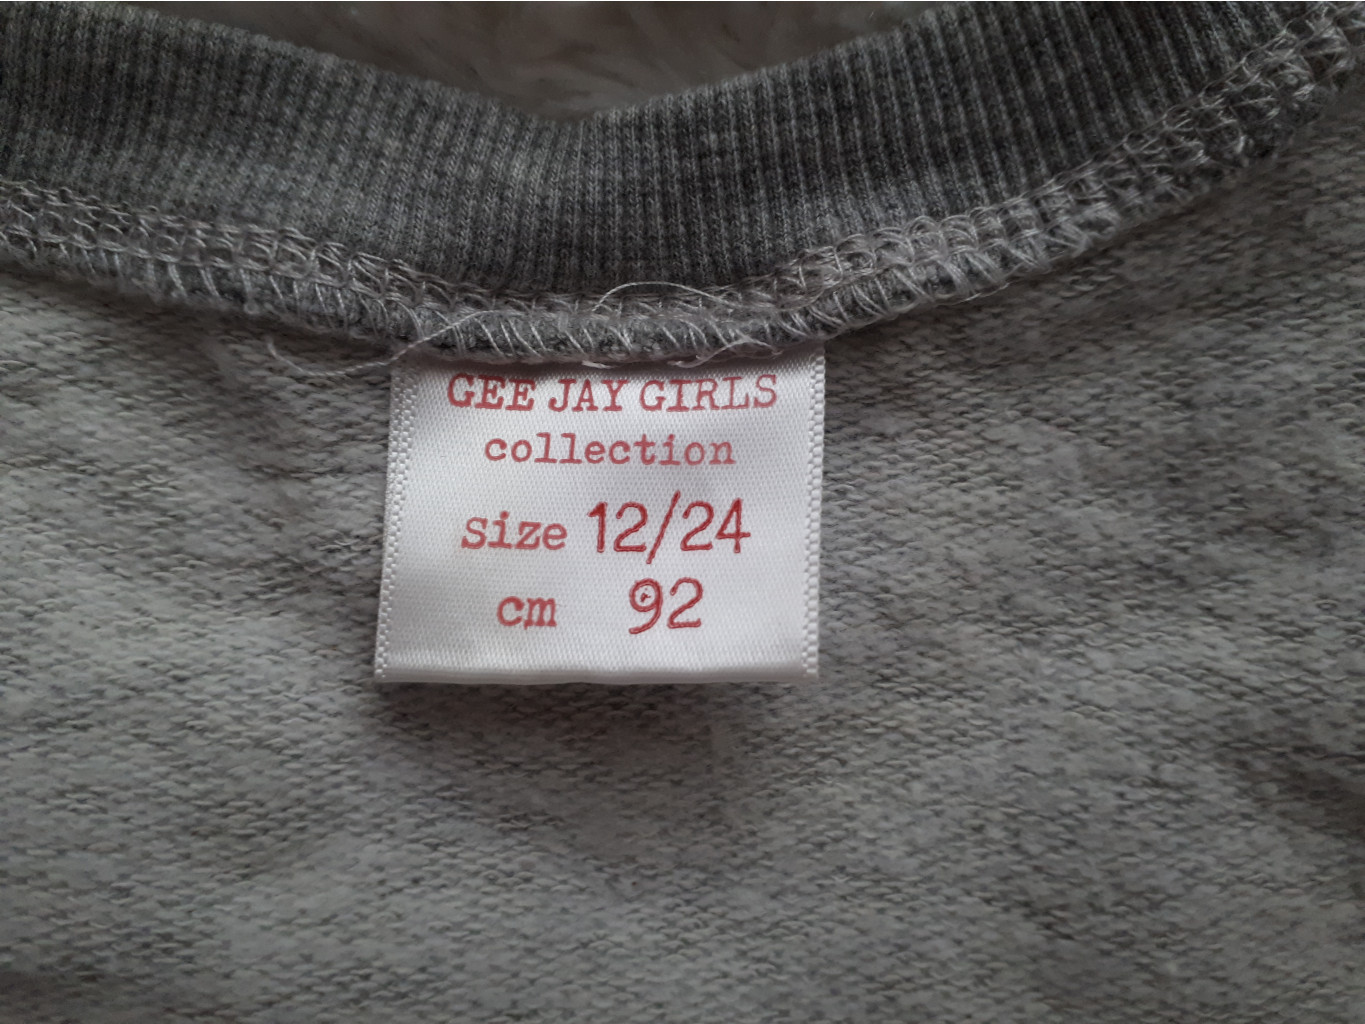 GEE JAY GIRLS
collection
size 12/24
cm 92